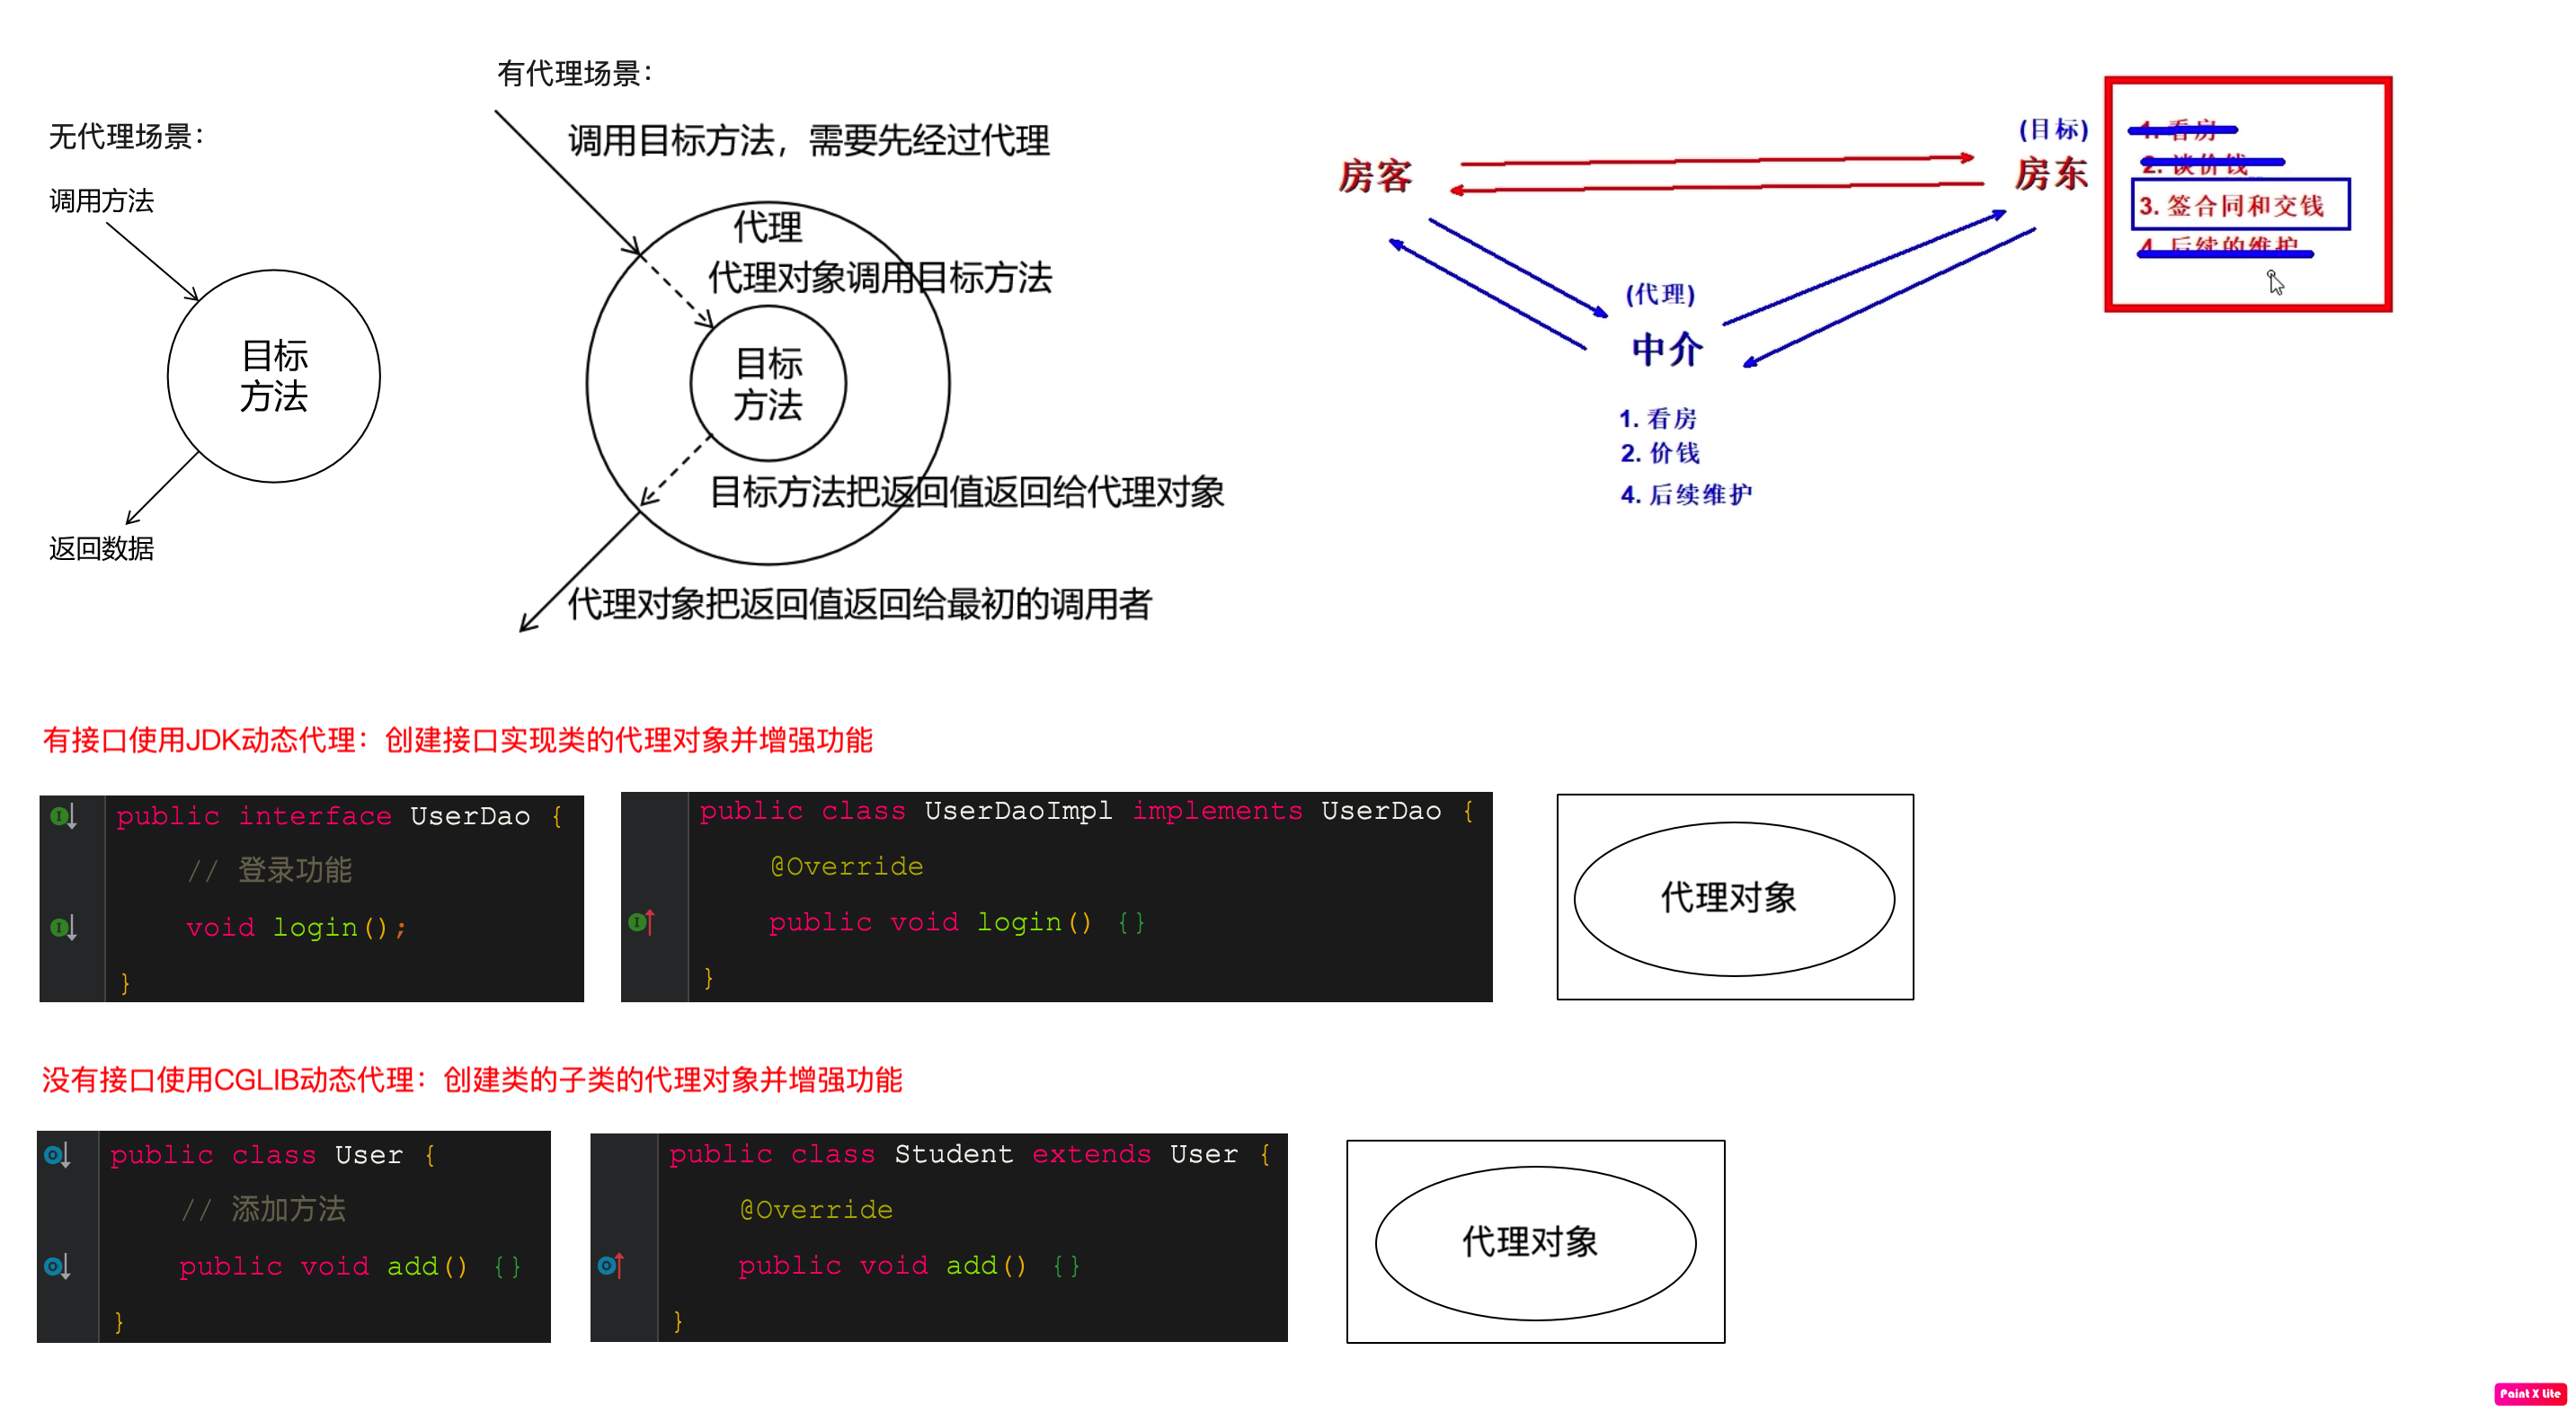 无代理场景：
调用方法
目标
方法
返回数据
有代理场景：
调用目标方法，需要先经过代理
代理
代理对象调用目标方法
目标
方法
目标方法把返回值返回给代理对象
代理对象把返回值返回给最初的调用者
房客
(目标)
房东
1. 看房
2. 谈价钱
3. 签合同和交钱
4. 后续的维护
(代理)
中介
1. 看房
2. 价钱
4. 后续维护
有接口使用JDK动态代理：创建接口实现类的代理对象并增强功能
public interface UserDao {
// 登录功能
void login();
}
public class UserDaoImpl implements UserDao {
@Override
public void login() {}
}
代理对象
没有接口使用CGLIB动态代理：创建类的子类的代理对象并增强功能
public class User {
// 添加方法
public void add() {}
}
public class Student extends User {
@Override
public void add() {}
}
代理对象
Paint X Lite